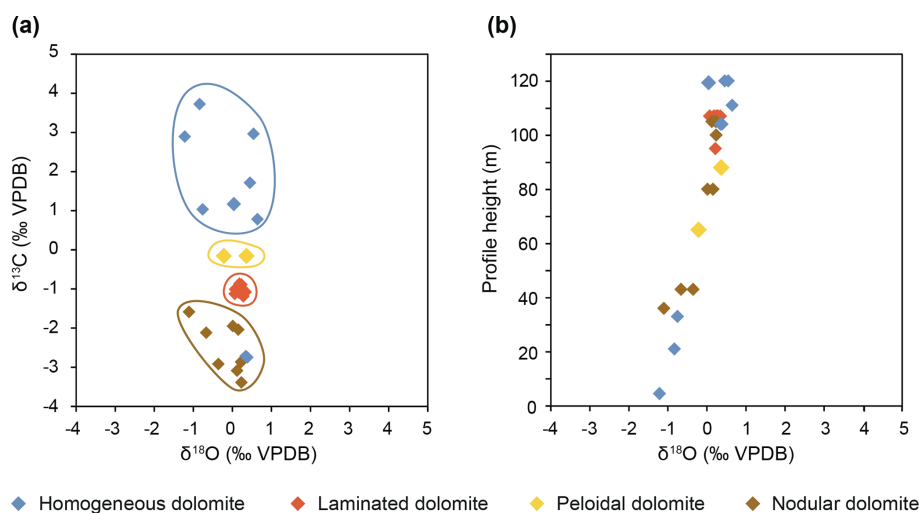 (a)
5
4
3
2
1
0
-1
-2
-3
-4
δ13C (‰ VPDB)
-4 -3 -2 -1 0 1 2 3 4 5
δ18O (‰ VPDB)
(b)
120
100
80
60
40
20
0
Profile height (m)
-4 -3 -2 -1 0 1 2 3 4 5
δ18O (‰ VPDB)
Homogeneous dolomite Laminated dolomite Peloidal dolomite Nodular dolomite